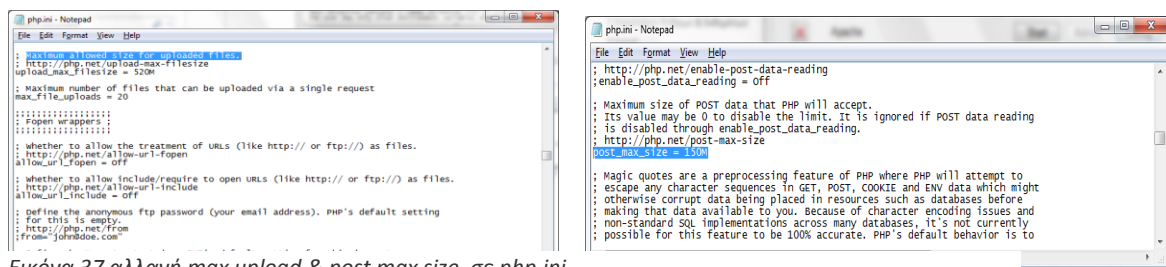 php.ini - Notepad
File Edit Format View Help
; Maximum allowed size for uploaded files.
; http://php.net/upload-max-filesize
upload_max_filesize = 520M
; Maximum number of files that can be uploaded via a single request
max_file_uploads = 20
;;;;;;;;;;;;;;;;;;
; Fopen wrappers ;
;;;;;;;;;;;;;;;;;;
; Whether to allow the treatment of URLs (like http:// or ftp://) as files.
; http://php.net/allow-url-fopen
allow_url_fopen = Off
; Whether to allow include/require to open URLs (like http:// or ftp://) as files.
; http://php.net/allow-url-include
allow_url_include = Off
; Define the anonymous ftp password (your email address). PHP's default setting
; for this is empty.
; http://php.net/from
;from="john@doe.com"
php.ini - Notepad
File Edit Format View Help
; http://php.net/enable-post-data-reading
;enable_post_data_reading = Off
; Maximum size of POST data that PHP will accept.
; Its value may be 0 to disable the limit. It is ignored if POST data reading
; is disabled through enable_post_data_reading.
; http://php.net/post-max-size
post_max_size = 150M
; Magic quotes are a preprocessing feature of PHP where PHP will attempt to
; escape any character sequences in GET, POST, COOKIE and ENV data which might
; otherwise corrupt data being placed in resources such as databases before
; making that data available to you. Because of character encoding issues and
; non-standard SQL implementations across many databases, it's not currently
; possible for this feature to be 100% accurate. PHP's default behavior is to
Εικόνα 37 αλλαγή max upload & post max size σε php.ini